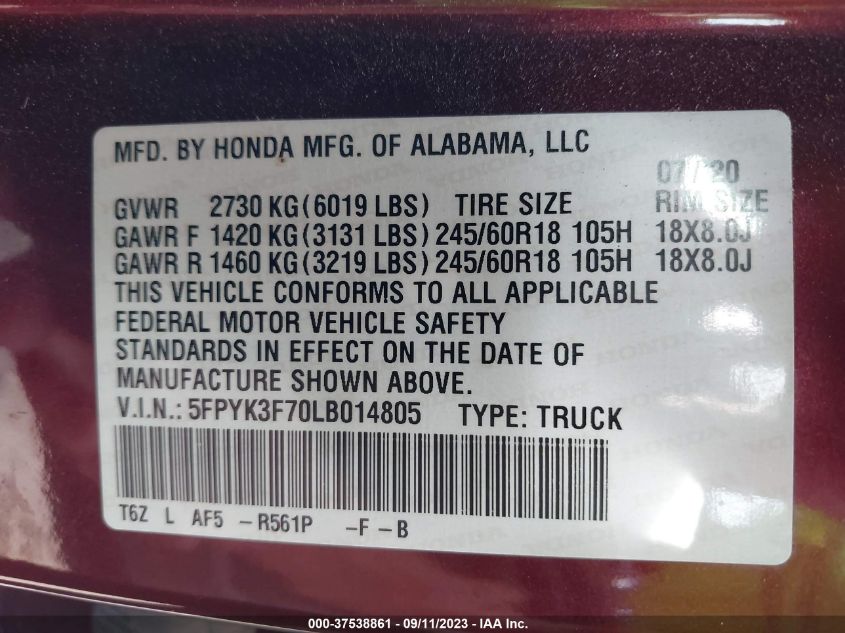 MFD. BY HONDA MFG. OF ALABAMA, LLC
07/20
GVWR 2730 KG (6019 LBS) TIRE SIZE RIM SIZE
GAWR F 1420 KG (3131 LBS) 245/60R18 105H 18X8.0J
GAWR R 1460 KG (3219 LBS) 245/60R18 105H 18X8.0J
THIS VEHICLE CONFORMS TO ALL APPLICABLE
FEDERAL MOTOR VEHICLE SAFETY
STANDARDS IN EFFECT ON THE DATE OF
MANUFACTURE SHOWN ABOVE.
V.I.N.: 5FPYK3F70LB014805 TYPE: TRUCK
T6Z L AF5 - R561P - F - B
000-37538861 - 09/11/2023 - © IAA Inc.